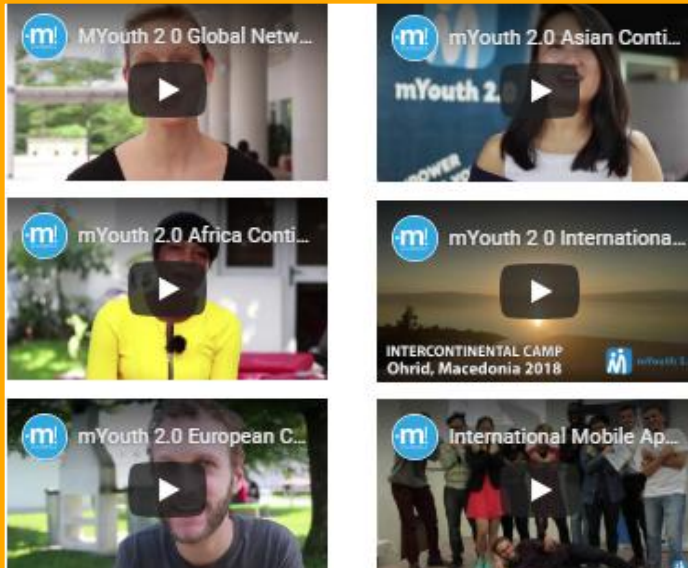 m!
MYouth 2 0 Global Netw...
m!
mYouth 2.0 Asian Conti...
mYouth 2.
m!
mYouth 2.0 Africa Conti...
m!
mYouth 2 0 Internationa...
INTERCONTINENTAL CAMP
Ohrid, Macedonia 2018
m!
mYouth 2.0 European C...
m!
International Mobile Ap...